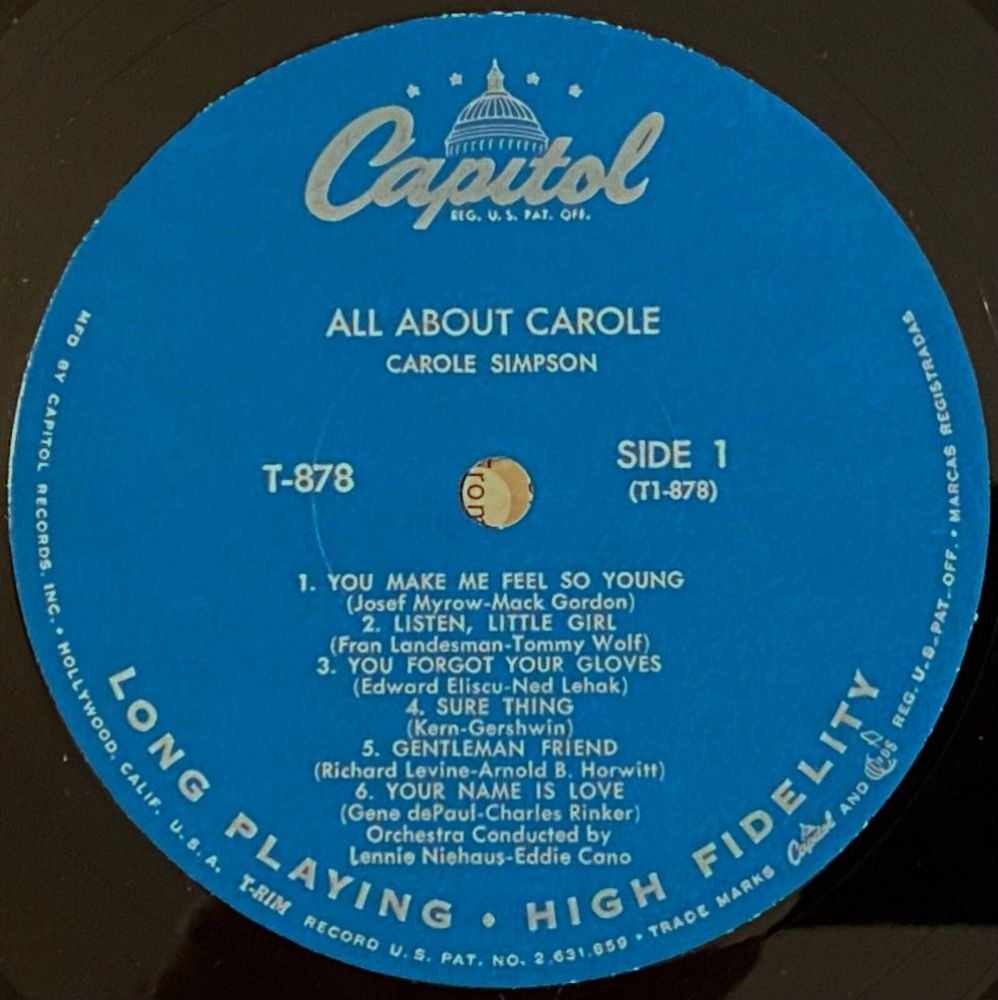 Capitol
REG. U. S. PAT. OFF.
ALL ABOUT CAROLE
CAROLE SIMPSON
T-878
SIDE 1
(T1-878)
rom
1. YOU MAKE ME FEEL SO YOUNG
(Josef Myrow-Mack Gordon)
2. LISTEN, LITTLE GIRL
(Fran Landesman-Tommy Wolf)
3. YOU FORGOT YOUR GLOVES
(Edward Eliscu-Ned Lehak)
4. SURE THING
(Kern-Gershwin)
5. GENTLEMAN FRIEND
(Richard Levine-Arnold B. Horwitt)
6. YOUR NAME IS LOVE
(Gene dePaul-Charles Rinker)
Orchestra Conducted by
Lennie Niehaus-Eddie Cano
LONG PLAYING • HIGH FIDELITY
MFD BY CAPITOL RECORDS, INC. • HOLLYWOOD, CALIF. U.S.A. T-RIM RECORD U.S. PAT. NO. 2,631,859 • TRADE MARKS Capitol AND REG. U.S. PAT. OFF. • MARCAS REGISTRADAS